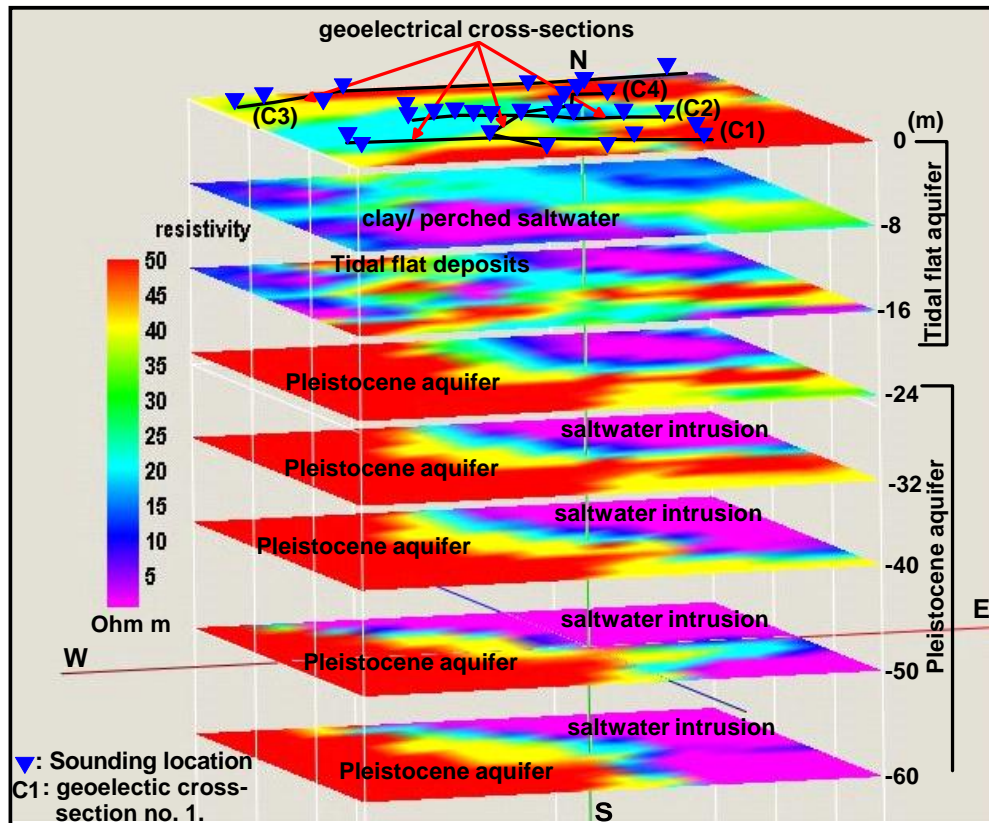 geoelectrical cross-sections
N
(C4)
(C3)
(C2)
(C1)
(m)
0
clay/ perched saltwater
-8
resistivity
Tidal flat deposits
-16
Tidal flat aquifer
50
45
40
35
30
25
20
15
10
5
Ohm m
Pleistocene aquifer
-24
saltwater intrusion
Pleistocene aquifer
-32
saltwater intrusion
Pleistocene aquifer
-40
Pleistocene aquifer
saltwater intrusion
E
W
Pleistocene aquifer
-50
saltwater intrusion
Pleistocene aquifer
-60
S
: Sounding location
C1: geoelectic cross-
section no. 1.